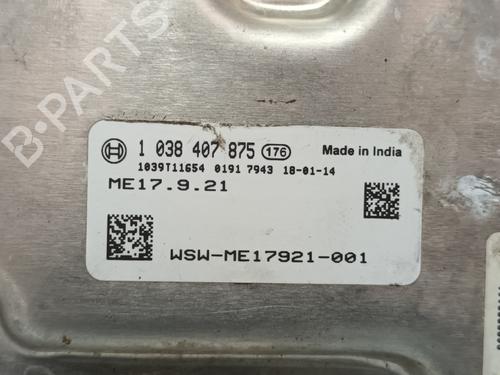 B-PARTS
1 038 407 875 176 Made in India
1039T11654 0191 7943 18-01-14
ME17.9.21
WSW-ME17921-001